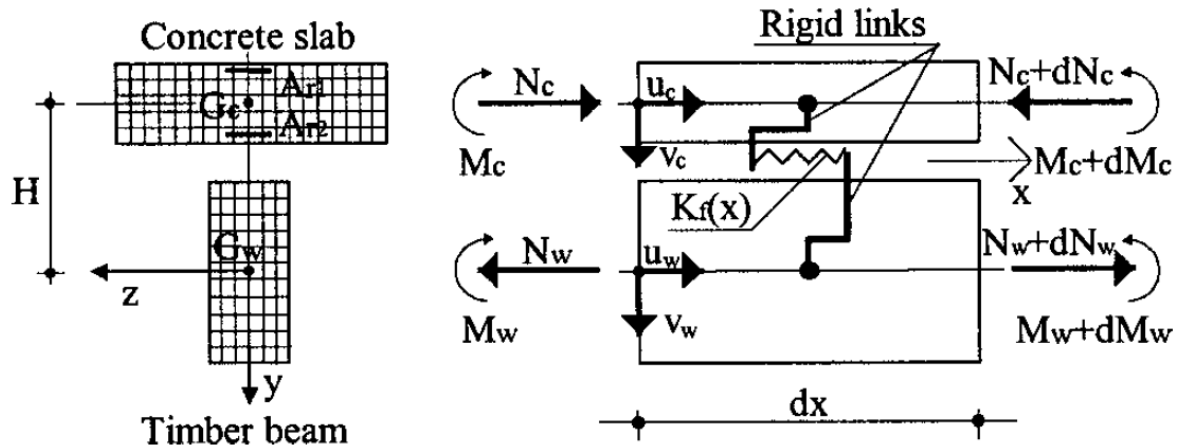 Concrete slab
Ar1
Gc
Ar2
H
Gw
z
y
Timber beam
Rigid links
Nc
uc
Nc+dNc
Mc
vc
Mc+dMc
x
Kf(x)
Nw
uw
Nw+dNw
Mw
vw
Mw+dMw
dx